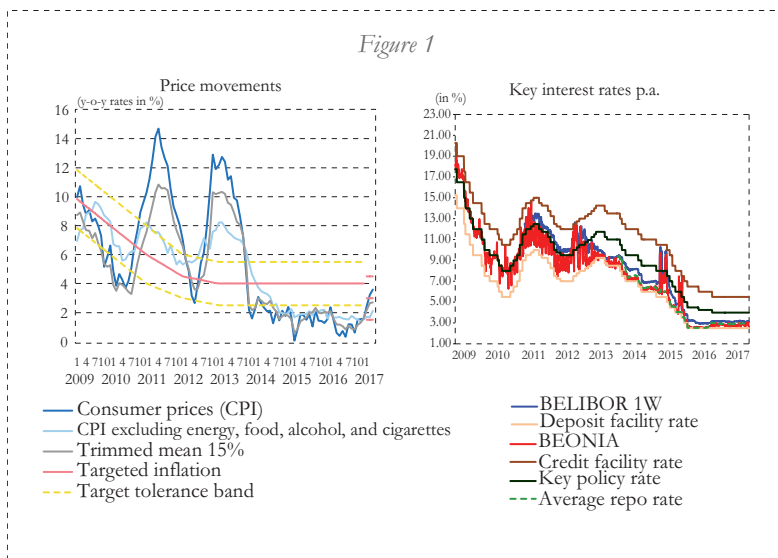 Figure 1
Price movements
(y-o-y rates in %)
16
14
12
10
8
6
4
2
0
1 4 7101 4 7101 4 7101 4 7101 4 7101 4 7101 4 7101 4 7101
2009 2010 2011 2012 2013 2014 2015 2016 2017
Consumer prices (CPI)
CPI excluding energy, food, alcohol, and cigarettes
Trimmed mean 15%
Targeted inflation
Target tolerance band
Key interest rates p.a.
(in %)
23.00
21.00
19.00
17.00
15.00
13.00
11.00
9.00
7.00
5.00
3.00
1.00
2009 2010 2011 2012 2013 2014 2015 2016 2017
BELIBOR 1W
Deposit facility rate
BEONIA
Credit facility rate
Key policy rate
Average repo rate